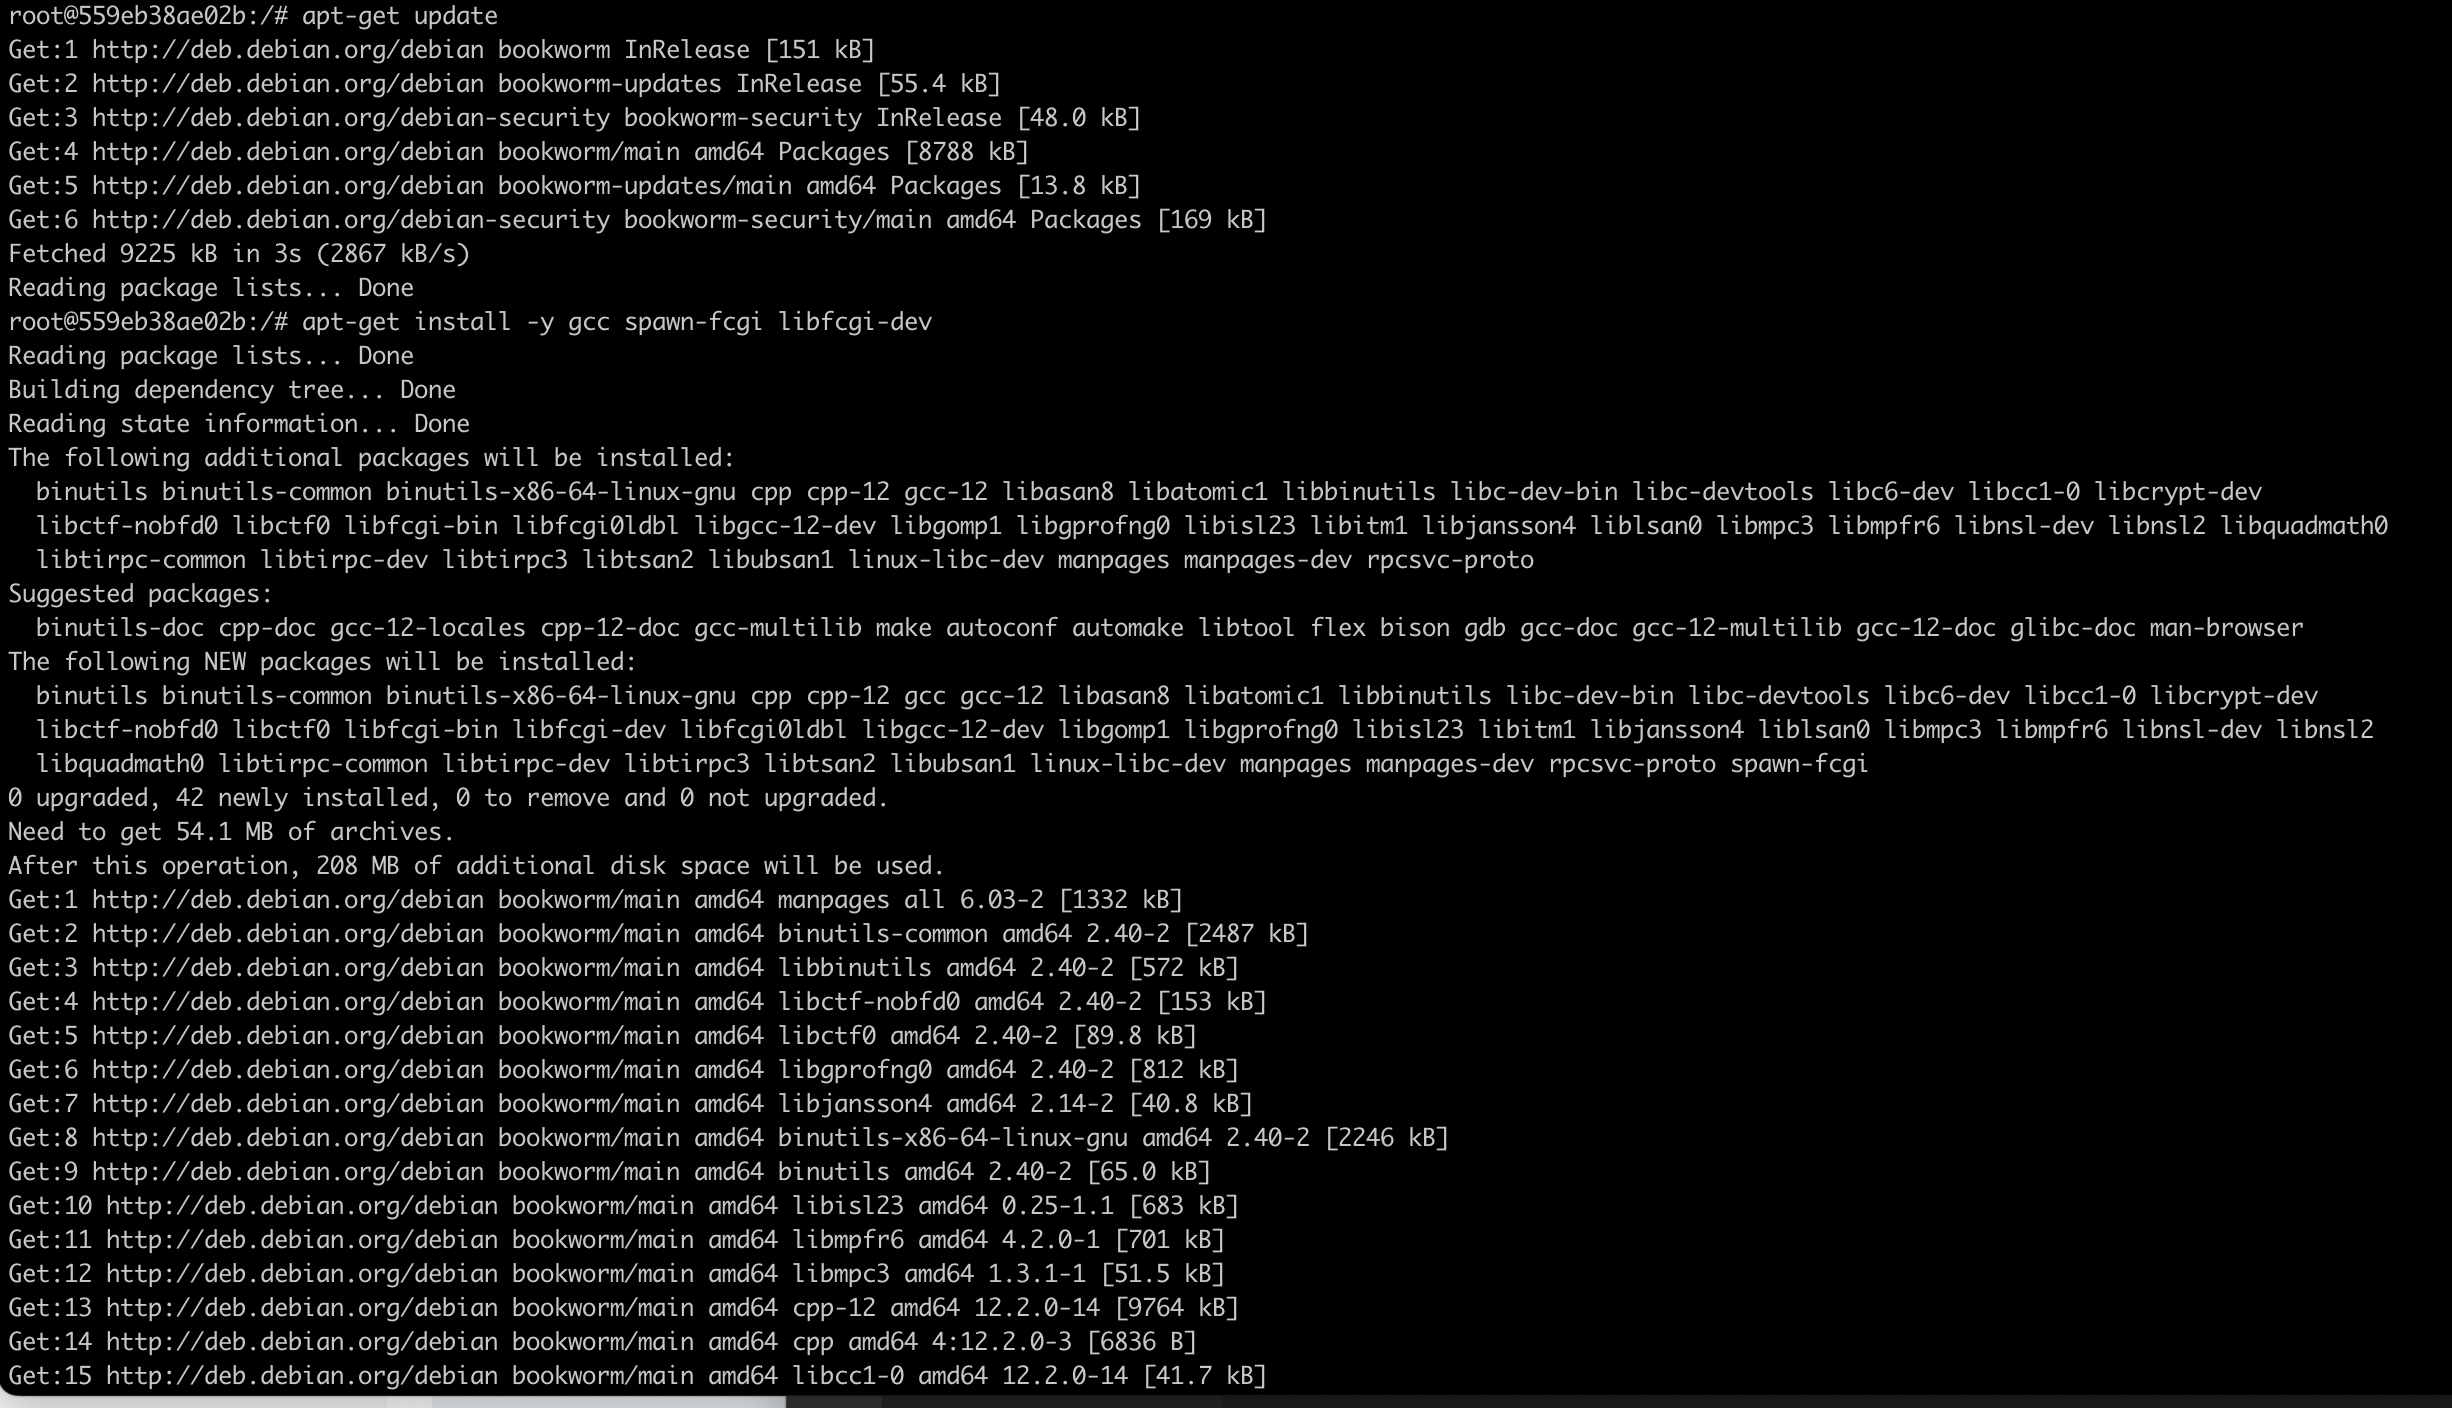 root@559eb38ae02b:/# apt-get update
Get:1 http://deb.debian.org/debian bookworm InRelease [151 kB]
Get:2 http://deb.debian.org/debian bookworm-updates InRelease [55.4 kB]
Get:3 http://deb.debian.org/debian-security bookworm-security InRelease [48.0 kB]
Get:4 http://deb.debian.org/debian bookworm/main amd64 Packages [8788 kB]
Get:5 http://deb.debian.org/debian bookworm-updates/main amd64 Packages [13.8 kB]
Get:6 http://deb.debian.org/debian-security bookworm-security/main amd64 Packages [169 kB]
Fetched 9225 kB in 3s (2867 kB/s)
Reading package lists... Done
root@559eb38ae02b:/# apt-get install -y gcc spawn-fcgi libfcgi-dev
Reading package lists... Done
Building dependency tree... Done
Reading state information... Done
The following additional packages will be installed:
  binutils binutils-common binutils-x86-64-linux-gnu cpp cpp-12 gcc-12 libasan8 libatomic1 libbinutils libc-dev-bin libc-devtools libc6-dev libcc1-0 libcrypt-dev
  libctf-nobfd0 libctf0 libfcgi-bin libfcgi0ldbl libgcc-12-dev libgomp1 libgprofng0 libisl23 libitm1 libjansson4 liblsan0 libmpc3 libmpfr6 libnsl-dev libnsl2 libquadmath0
  libtirpc-common libtirpc-dev libtirpc3 libtsan2 libubsan1 linux-libc-dev manpages manpages-dev rpcsvc-proto
Suggested packages:
  binutils-doc cpp-doc gcc-12-locales cpp-12-doc gcc-multilib make autoconf automake libtool flex bison gdb gcc-doc gcc-12-multilib gcc-12-doc glibc-doc man-browser
The following NEW packages will be installed:
  binutils binutils-common binutils-x86-64-linux-gnu cpp cpp-12 gcc gcc-12 libasan8 libatomic1 libbinutils libc-dev-bin libc-devtools libc6-dev libcc1-0 libcrypt-dev
  libctf-nobfd0 libctf0 libfcgi-bin libfcgi-dev libfcgi0ldbl libgcc-12-dev libgomp1 libgprofng0 libisl23 libitm1 libjansson4 liblsan0 libmpc3 libmpfr6 libnsl-dev libnsl2
  libquadmath0 libtirpc-common libtirpc-dev libtirpc3 libtsan2 libubsan1 linux-libc-dev manpages manpages-dev rpcsvc-proto spawn-fcgi
0 upgraded, 42 newly installed, 0 to remove and 0 not upgraded.
Need to get 54.1 MB of archives.
After this operation, 208 MB of additional disk space will be used.
Get:1 http://deb.debian.org/debian bookworm/main amd64 manpages all 6.03-2 [1332 kB]
Get:2 http://deb.debian.org/debian bookworm/main amd64 binutils-common amd64 2.40-2 [2487 kB]
Get:3 http://deb.debian.org/debian bookworm/main amd64 libbinutils amd64 2.40-2 [572 kB]
Get:4 http://deb.debian.org/debian bookworm/main amd64 libctf-nobfd0 amd64 2.40-2 [153 kB]
Get:5 http://deb.debian.org/debian bookworm/main amd64 libctf0 amd64 2.40-2 [89.8 kB]
Get:6 http://deb.debian.org/debian bookworm/main amd64 libgprofng0 amd64 2.40-2 [812 kB]
Get:7 http://deb.debian.org/debian bookworm/main amd64 libjansson4 amd64 2.14-2 [40.8 kB]
Get:8 http://deb.debian.org/debian bookworm/main amd64 binutils-x86-64-linux-gnu amd64 2.40-2 [2246 kB]
Get:9 http://deb.debian.org/debian bookworm/main amd64 binutils amd64 2.40-2 [65.0 kB]
Get:10 http://deb.debian.org/debian bookworm/main amd64 libisl23 amd64 0.25-1.1 [683 kB]
Get:11 http://deb.debian.org/debian bookworm/main amd64 libmpfr6 amd64 4.2.0-1 [701 kB]
Get:12 http://deb.debian.org/debian bookworm/main amd64 libmpc3 amd64 1.3.1-1 [51.5 kB]
Get:13 http://deb.debian.org/debian bookworm/main amd64 cpp-12 amd64 12.2.0-14 [9764 kB]
Get:14 http://deb.debian.org/debian bookworm/main amd64 cpp amd64 4:12.2.0-3 [6836 B]
Get:15 http://deb.debian.org/debian bookworm/main amd64 libcc1-0 amd64 12.2.0-14 [41.7 kB]